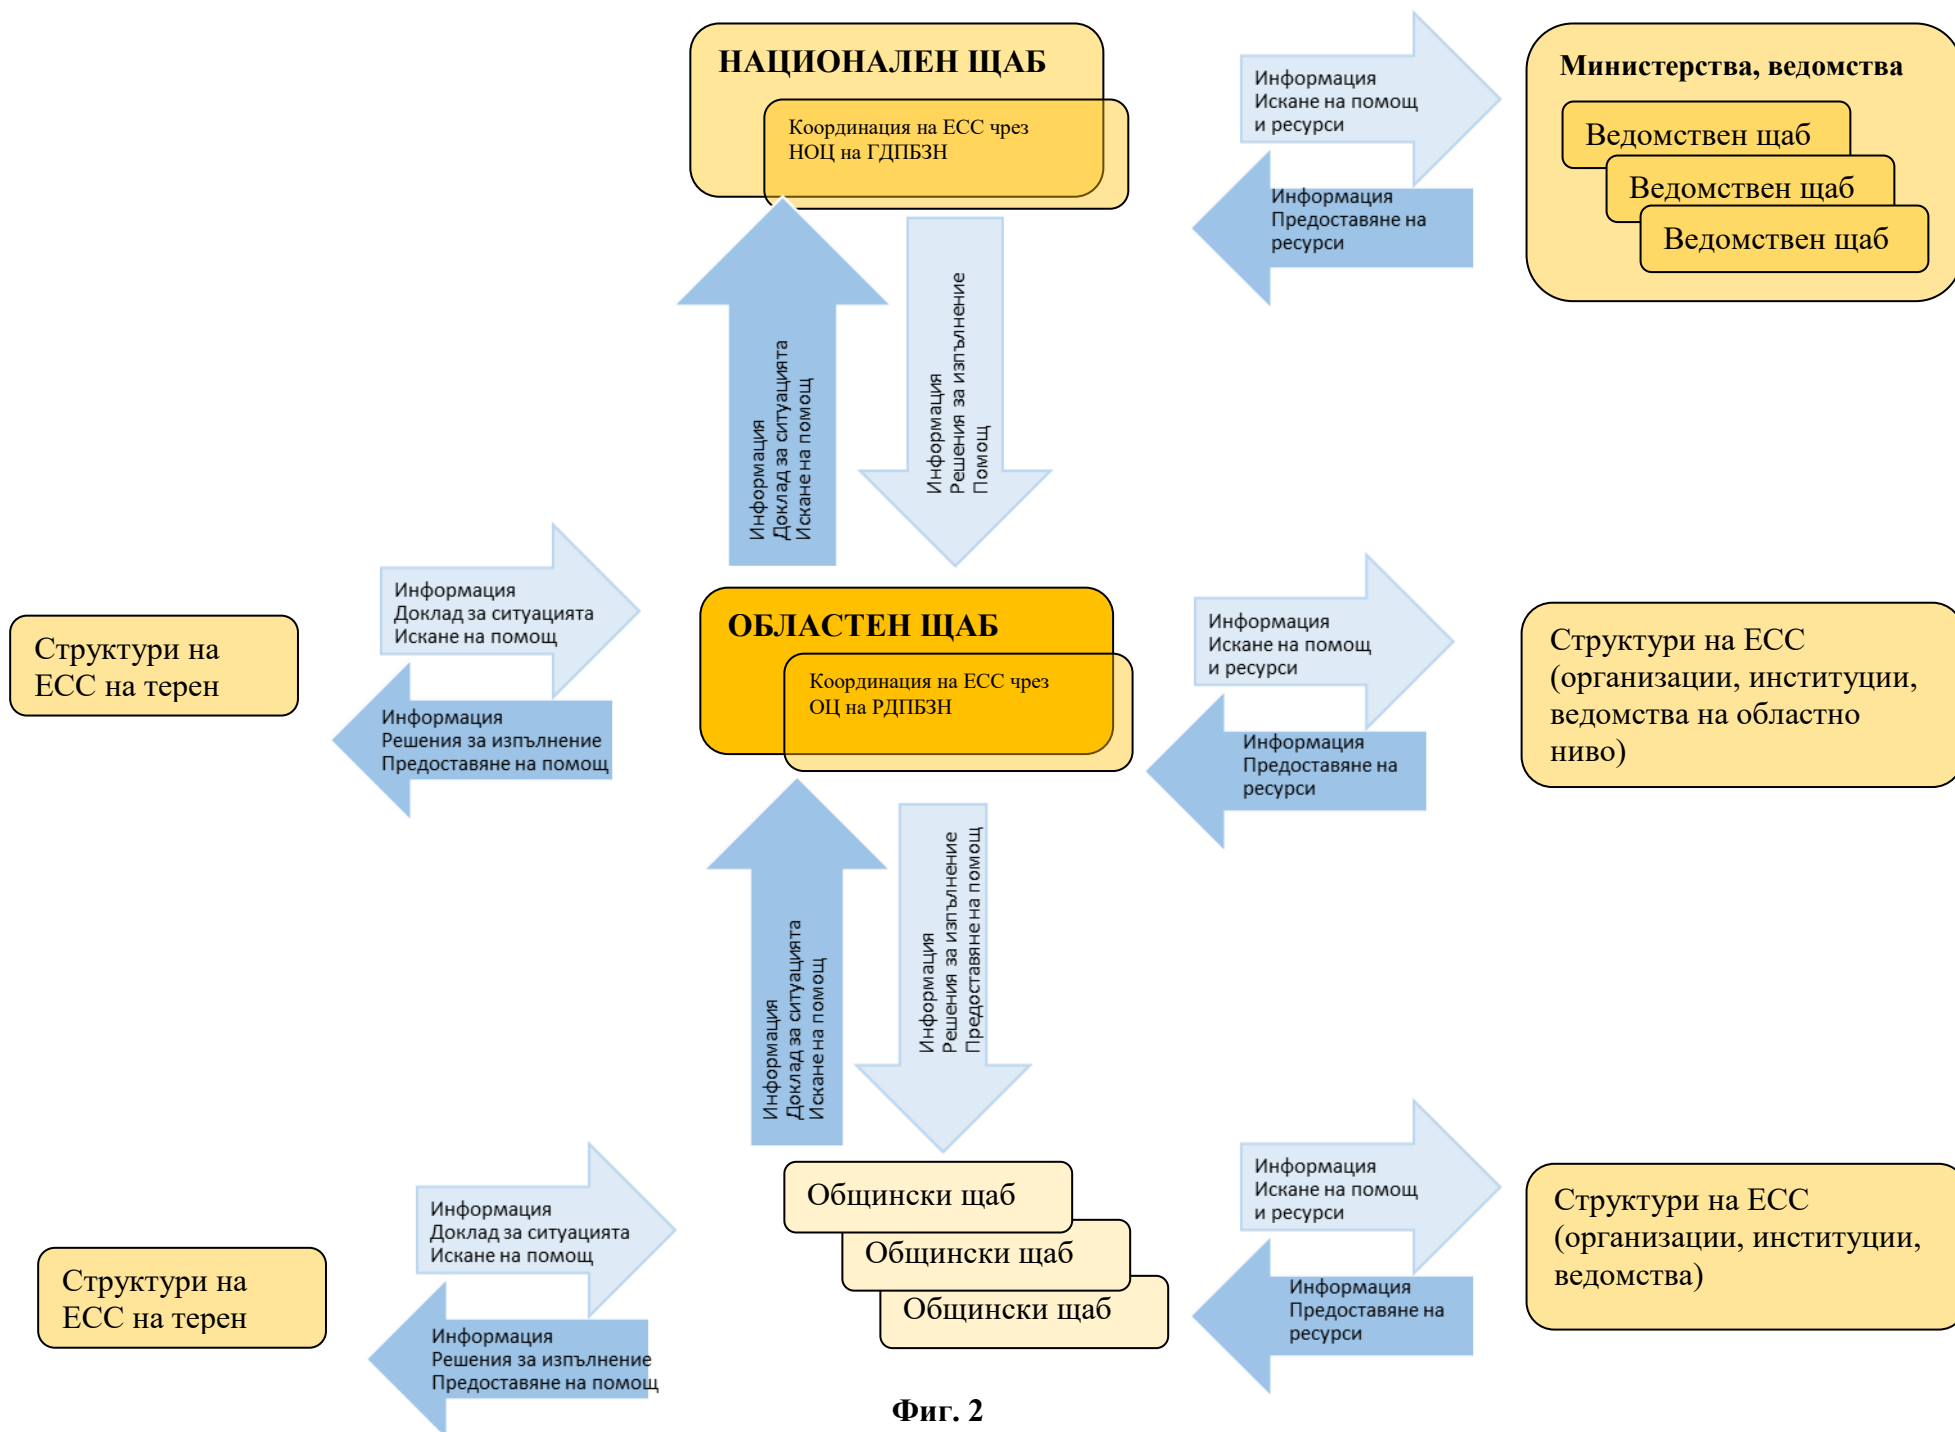 НАЦИОНАЛЕН ЩАБ
Координация на ЕСС чрез
НОЦ на ГДПБЗН
Информация
Искане на помощ
и ресурси
Информация
Предоставяне на
ресурси
Министерства, ведомства
Ведомствен щаб
Ведомствен щаб
Ведомствен щаб
Информация
Доклад за ситуацията
Искане на помощ
Информация
Решения за изпълнение
Помощ
Структури на
ЕСС на терен
Информация
Доклад за ситуацията
Искане на помощ
Информация
Решения за изпълнение
Предоставяне на помощ
ОБЛАСТЕН ЩАБ
Координация на ЕСС чрез
ОЦ на РДПБЗН
Информация
Искане на помощ
и ресурси
Информация
Предоставяне на
ресурси
Структури на ЕСС
(организации, институции,
ведомства на областно
ниво)
Информация
Доклад за ситуацията
Искане на помощ
Информация
Решения за изпълнение
Предоставяне на помощ
Структури на
ЕСС на терен
Информация
Доклад за ситуацията
Искане на помощ
Информация
Решения за изпълнение
Предоставяне на помощ
Общински щаб
Общински щаб
Общински щаб
Информация
Искане на помощ
и ресурси
Информация
Предоставяне на
ресурси
Структури на ЕСС
(организации, институции,
ведомства)
Фиг. 2